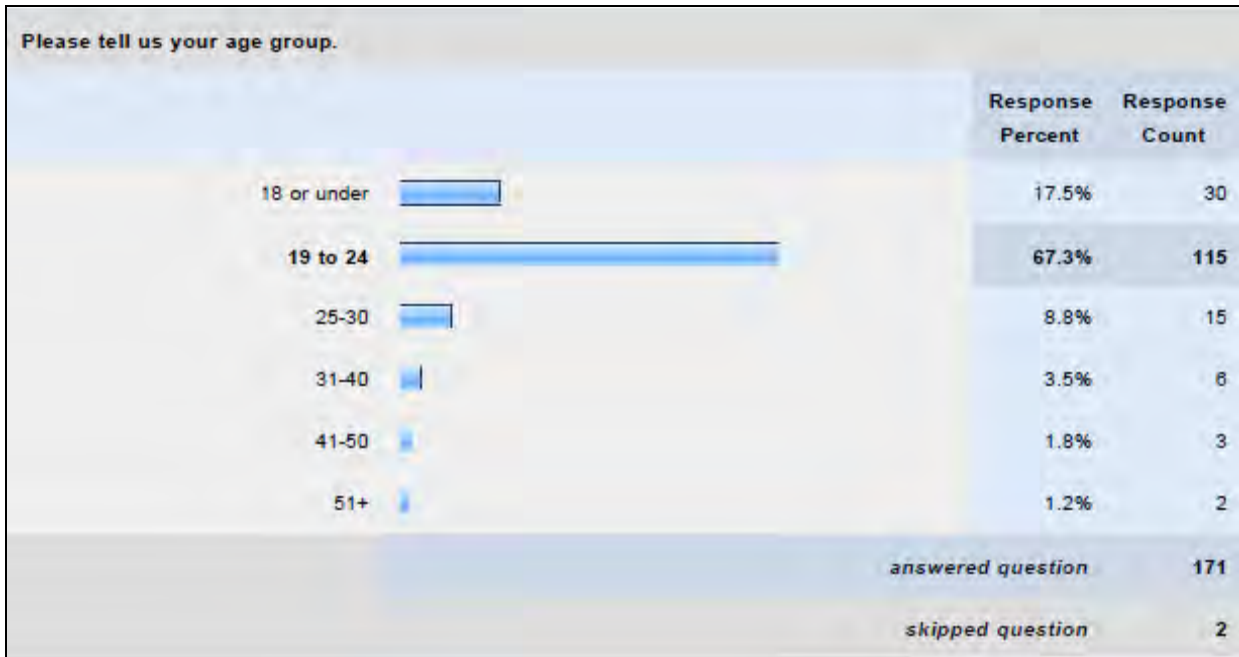 Please tell us your age group.
Response Percent Response Count
18 or under 17.5% 30
19 to 24 67.3% 115
25-30 8.8% 15
31-40 3.5% 6
41-50 1.8% 3
51+ 1.2% 2
answered question 171
skipped question 2